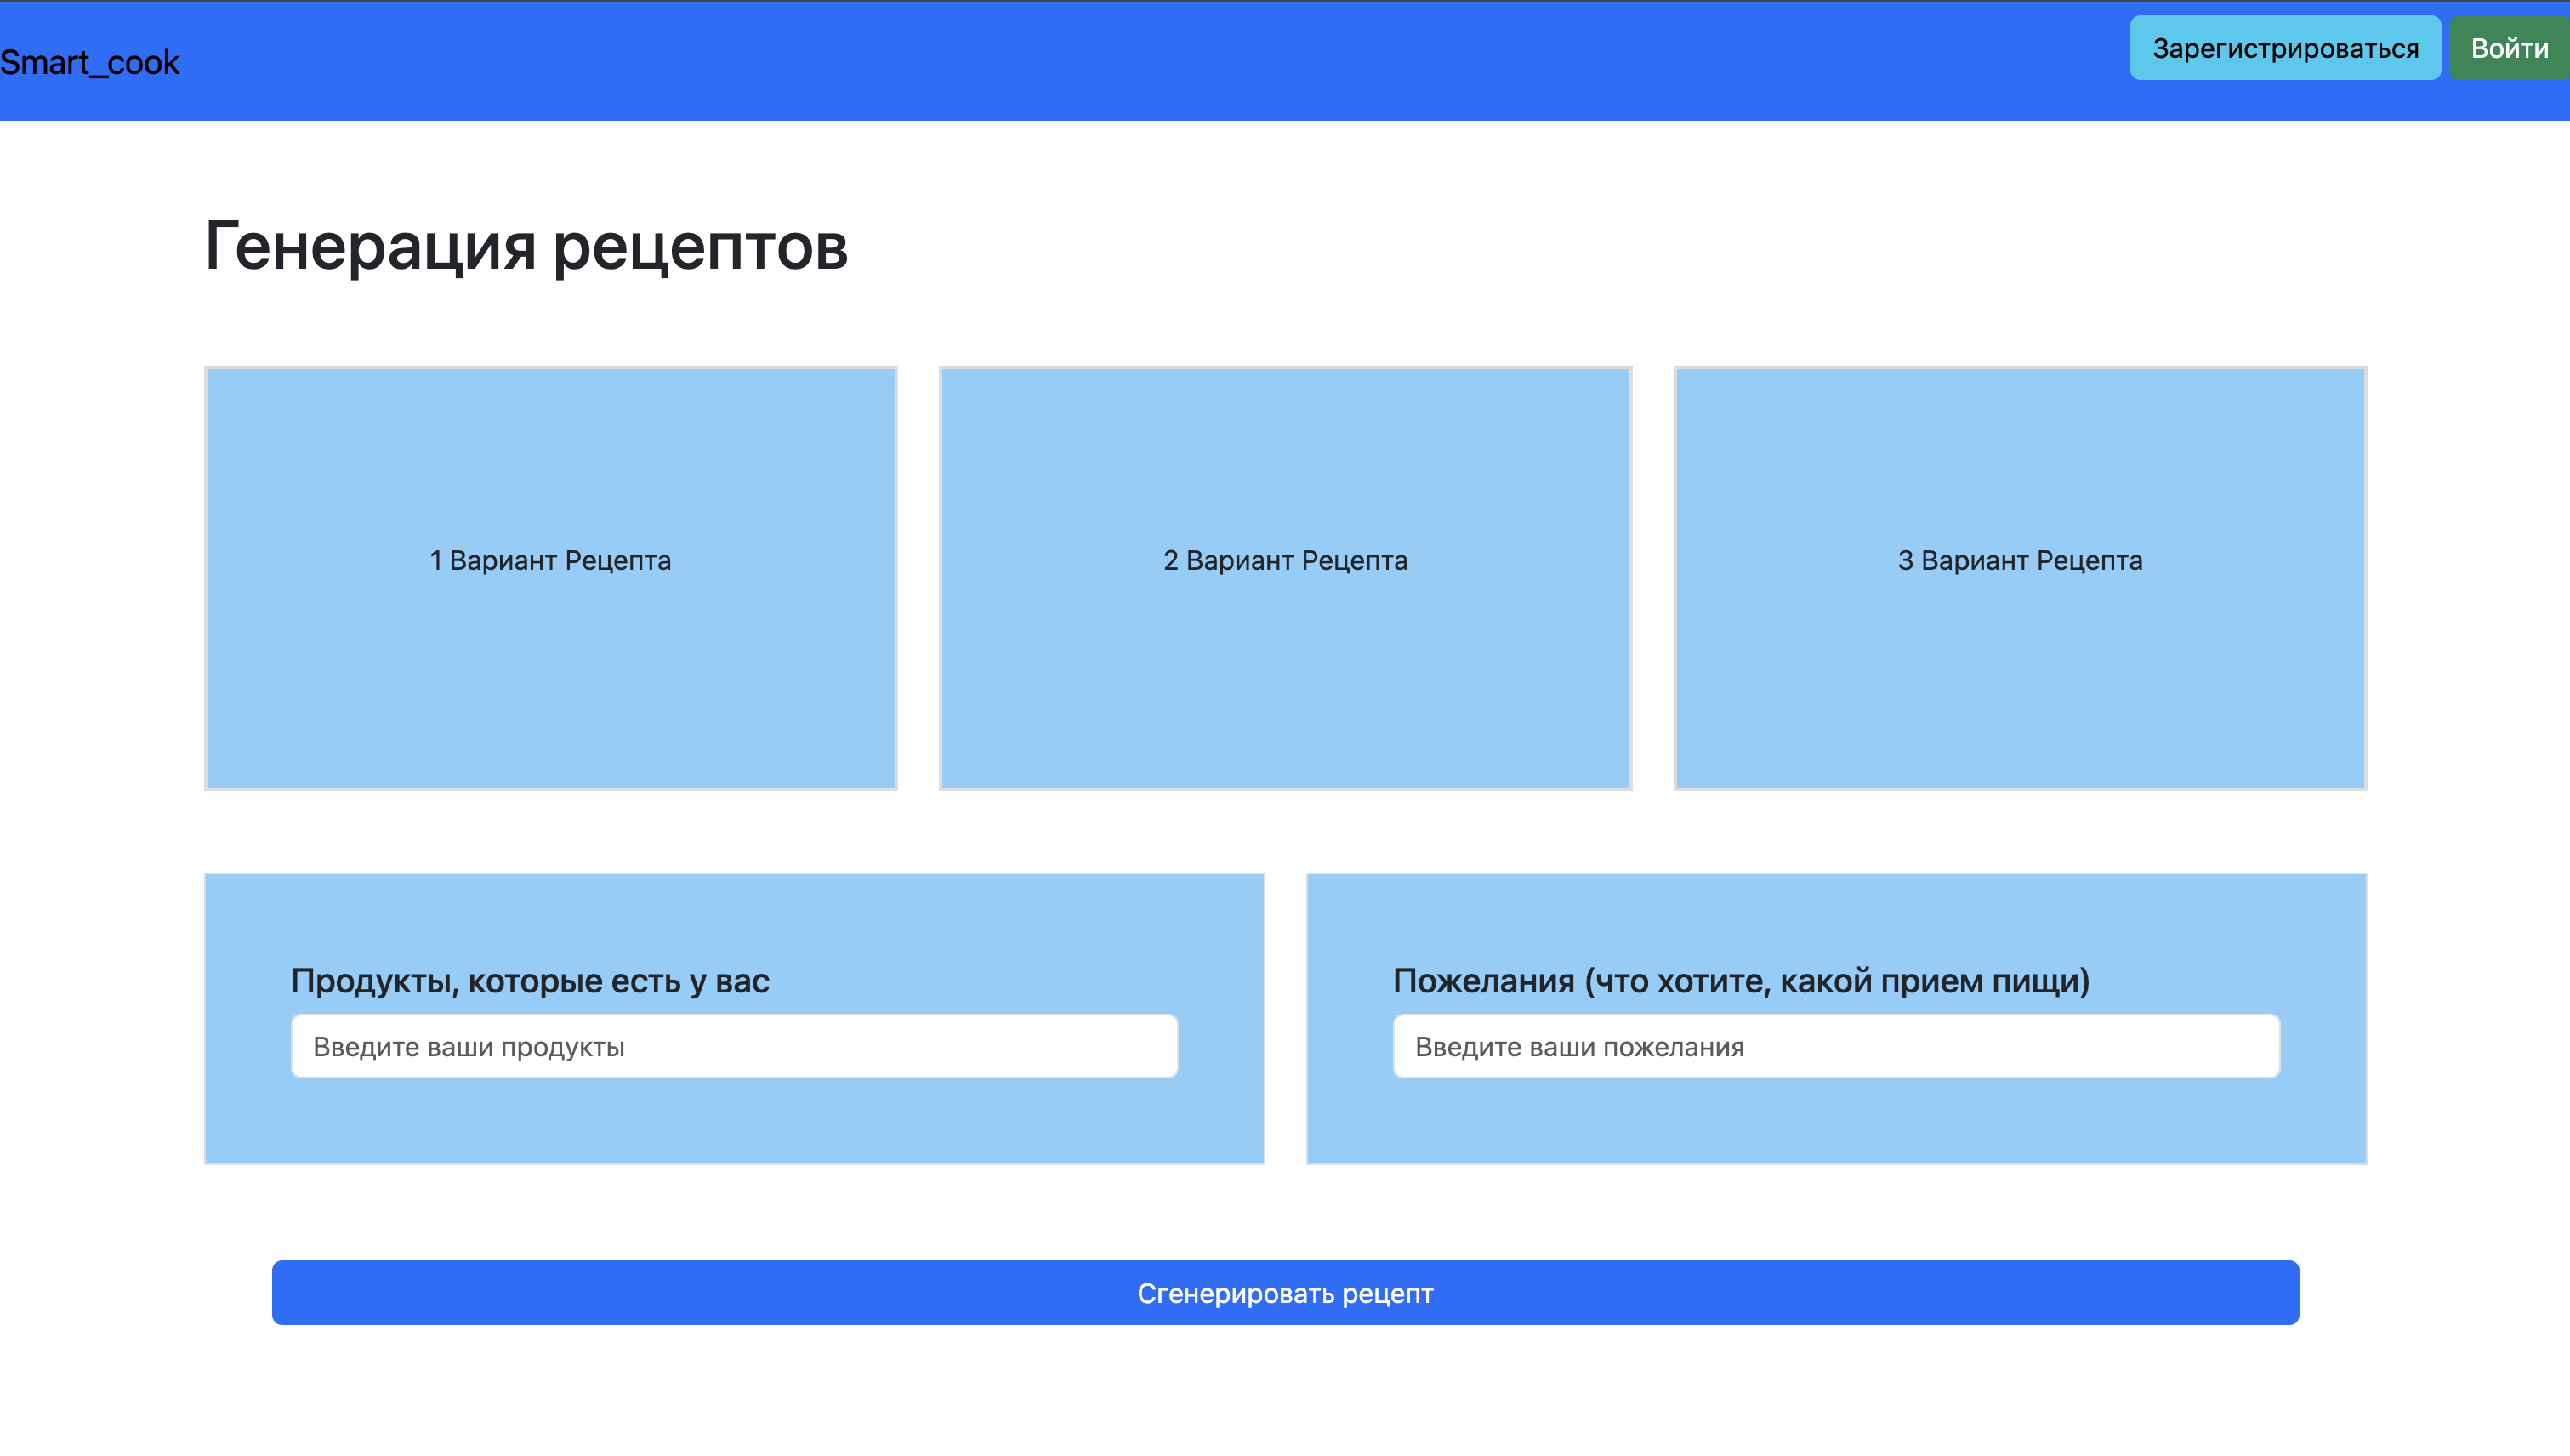 Smart_cook
Зарегистрироваться
Войти
Генерация рецептов
1 Вариант Рецепта
2 Вариант Рецепта
3 Вариант Рецепта
Продукты, которые есть у вас
Введите ваши продукты
Пожелания (что хотите, какой прием пищи)
Введите ваши пожелания
Сгенерировать рецепт